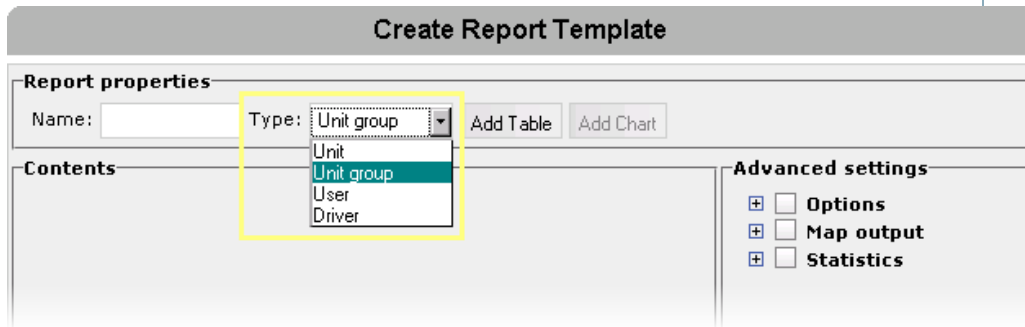 Create Report Template
Report properties
Name: Type: Unit group Add Table Add Chart
Unit
Unit group
User
Driver
Contents
Advanced settings
Options
Map output
Statistics